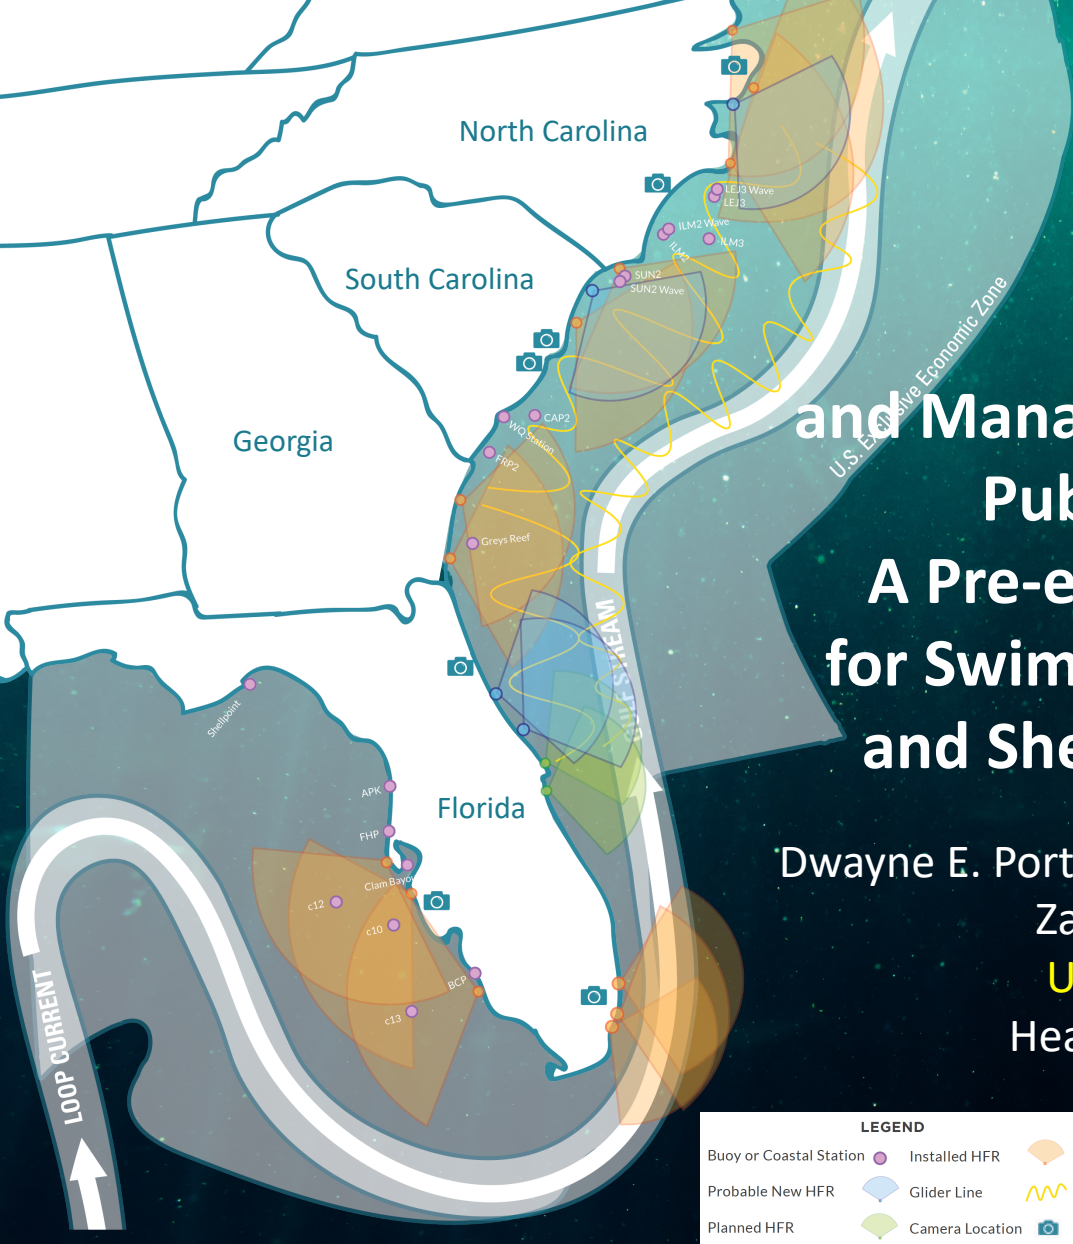 North Carolina
LEJ3 Wave
LEJ3
ILM2 Wave
ILM2
ILM3
South Carolina
SUN2
SUN2 Wave
U.S. Exclusive Economic Zone
and Mana
CAP2
WQ Station
Georgia
FRP2
Pub
Greys Reef
A Pre-e
GULF STREAM
for Swim
Shellpoint
and She
APK
Florida
FHP
Dwayne E. Port
Clam Bayou
c12
Za
c10
BCP
U
c13
LOOP CURRENT
Hea
LEGEND
Buoy or Coastal Station
Installed HFR
Probable New HFR
Glider Line
Planned HFR
Camera Location